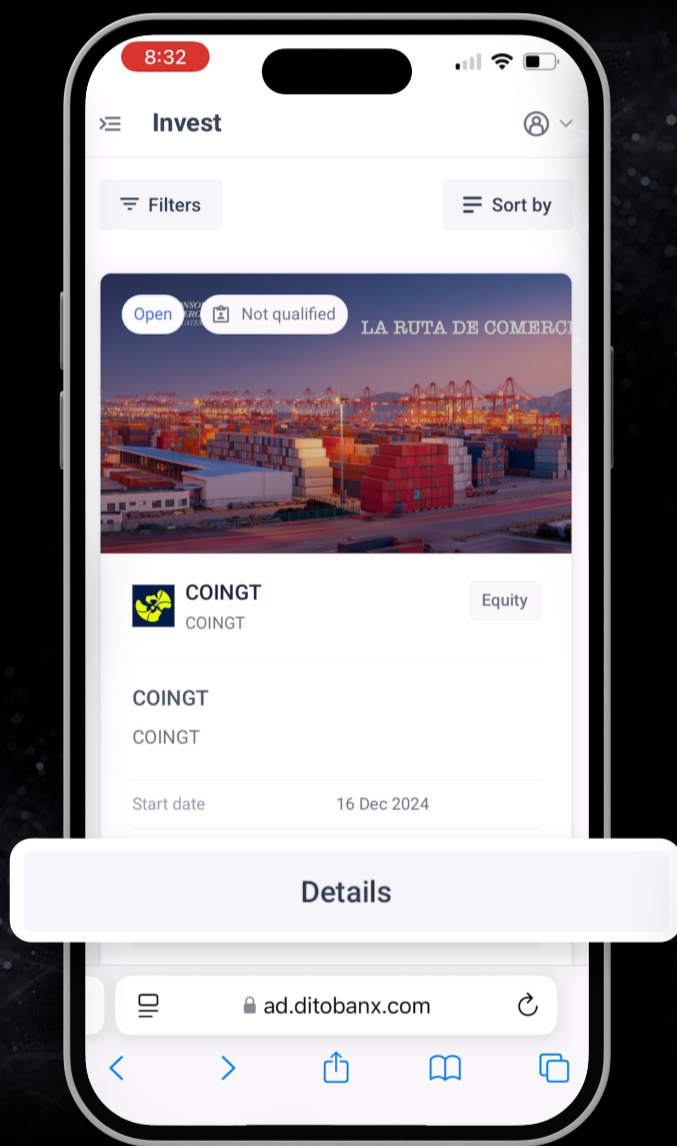 8:32
Invest
Filters
Sort by
Open
Not qualified
LA RUTA DE COMERCI
COINGT
COINGT
Equity
COINGT
COINGT
Start date
16 Dec 2024
Details
ad.ditobanx.com